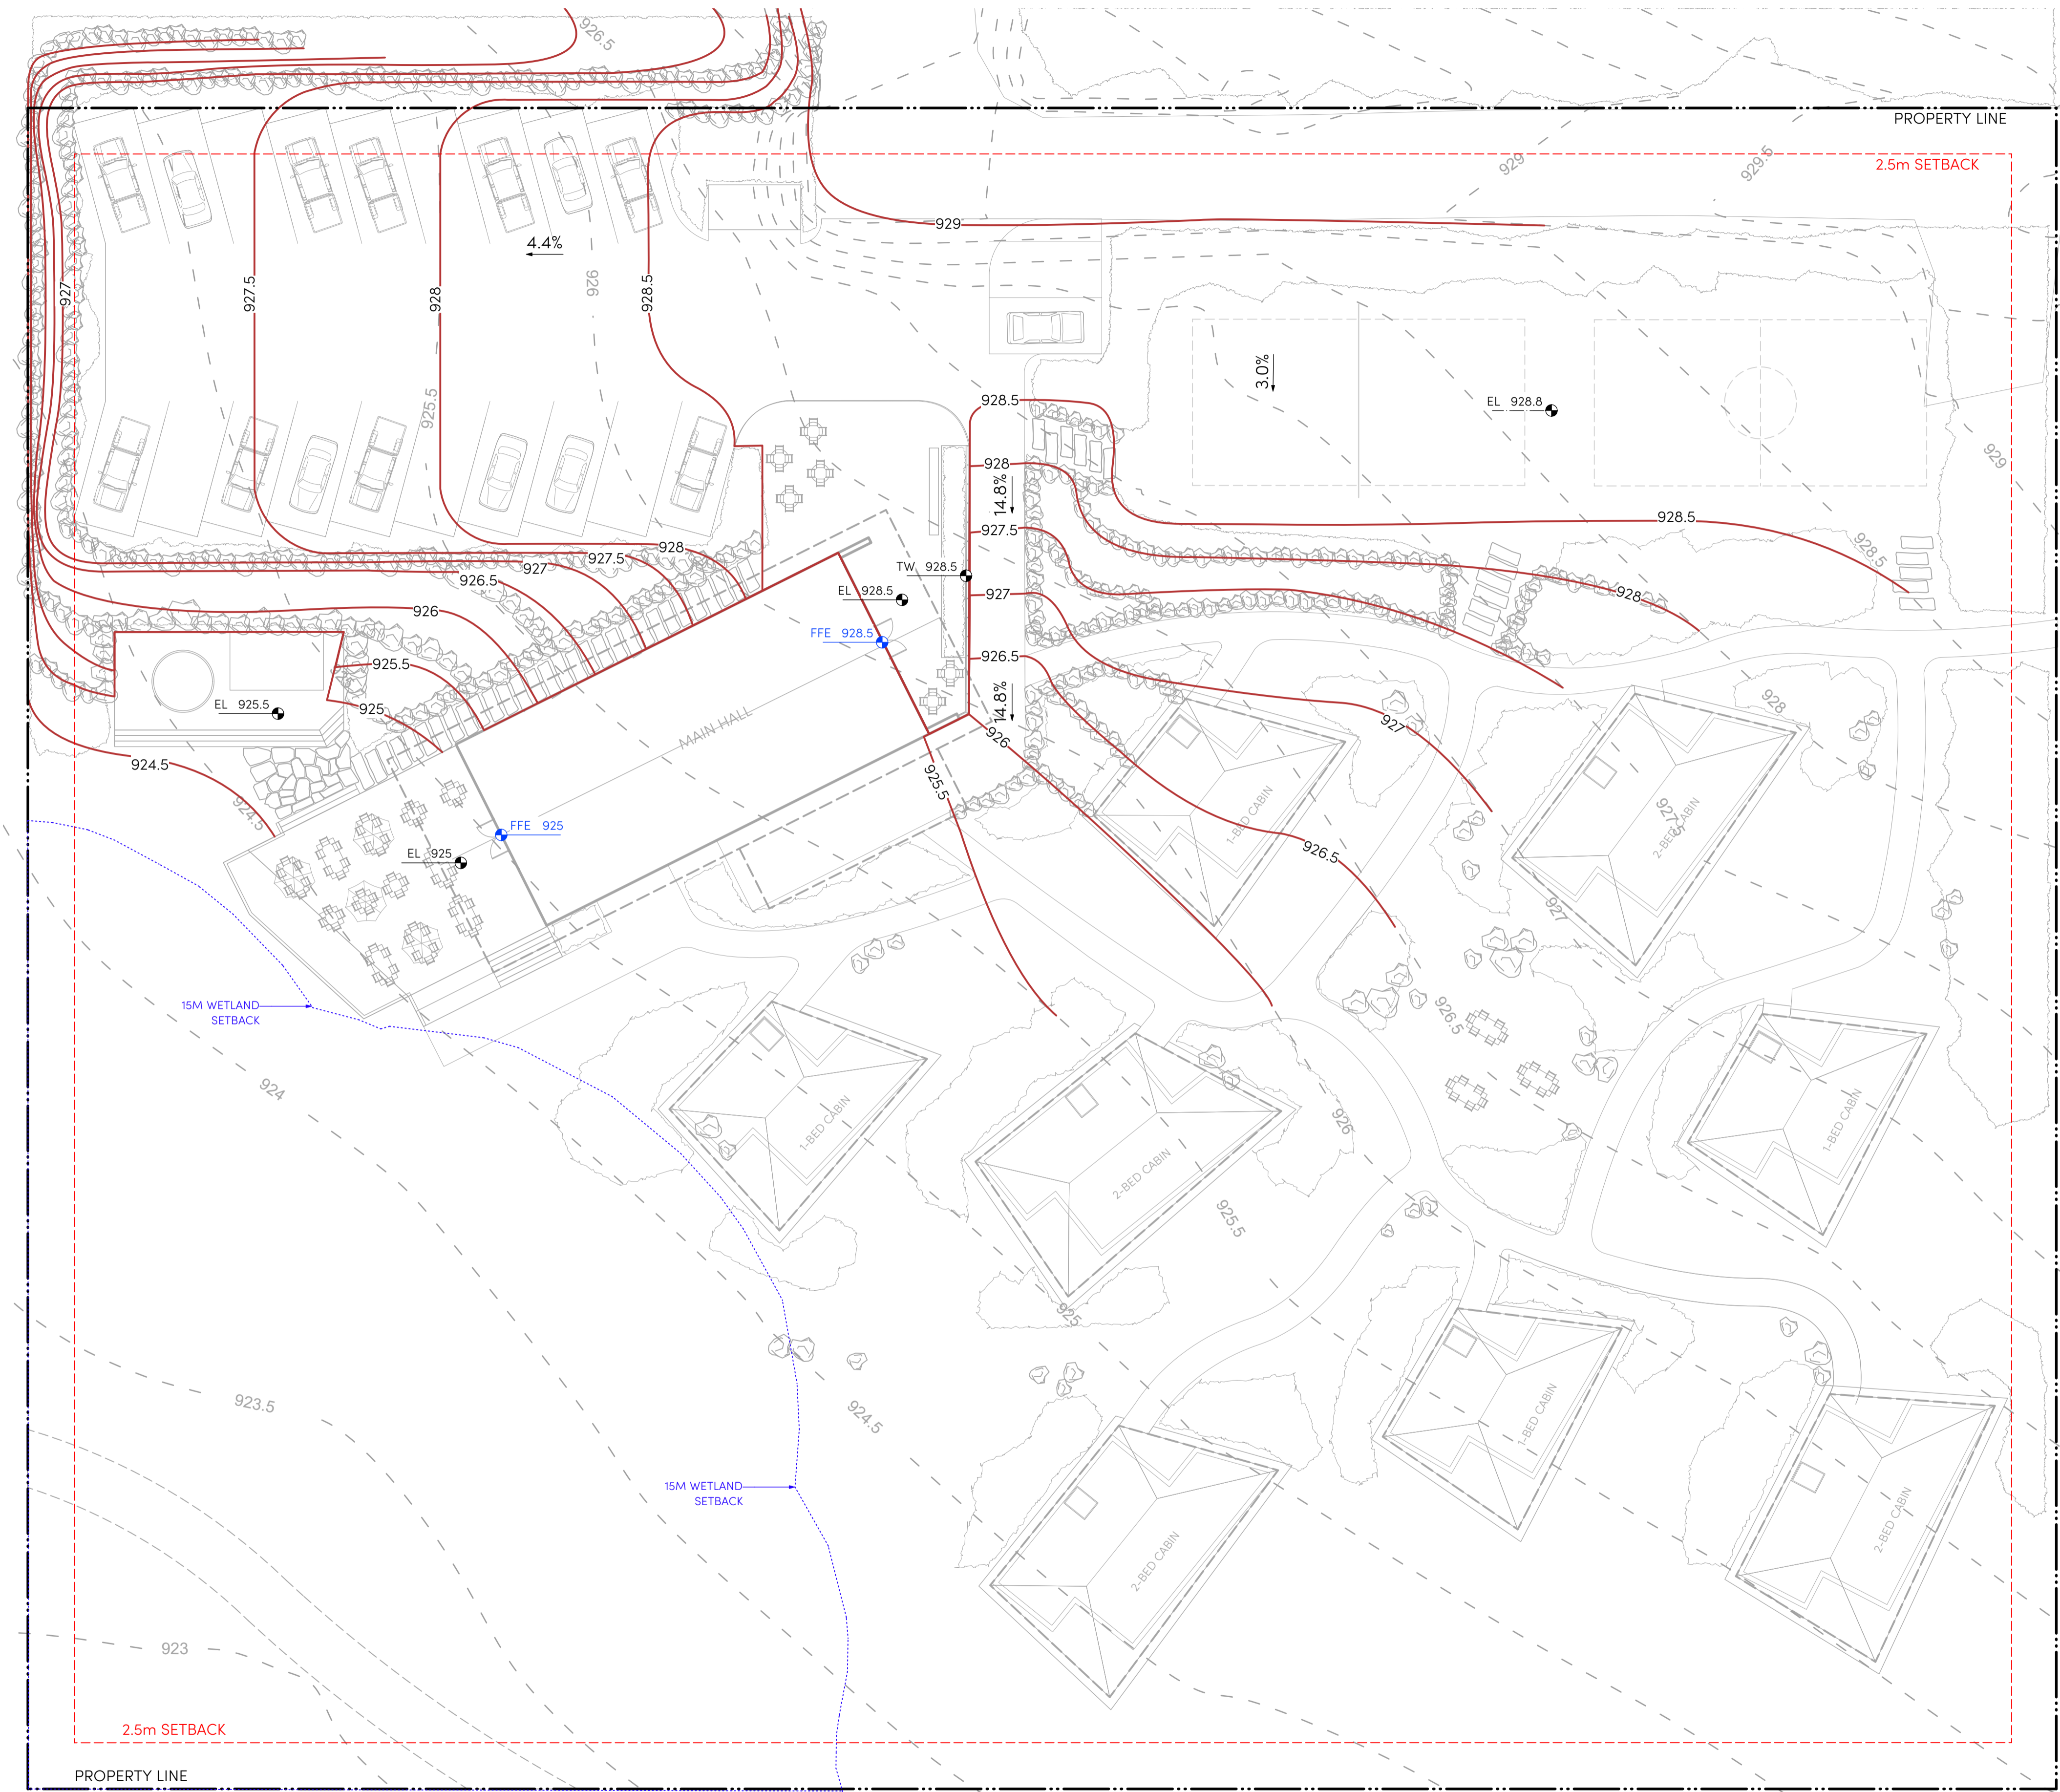 926.5
PROPERTY LINE
2.5m SETBACK
929
929.5
929
4.4%
927
927.5
928
926
928.5
925.5
3.0%
EL 928.8
928.5
929
928
14.8%
928.5
927.5
928.5
928
927.5
927
926.5
926
TW 928.5
EL 928.5
927
928
FFE 928.5
926.5
925.5
925
EL 925.5
14.8%
MAIN HALL
926
927
928
924.5
924.5
925.5
1-BED CABIN
927.5
2-BED CABIN
FFE 925
EL 925
926.5
927
15M WETLAND
SETBACK
926.5
924
1-BED CABIN
926
1-BED CABIN
2-BED CABIN
925.5
925
923.5
924.5
1-BED CABIN
15M WETLAND
SETBACK
2-BED CABIN
2-BED CABIN
923
2.5m SETBACK
PROPERTY LINE